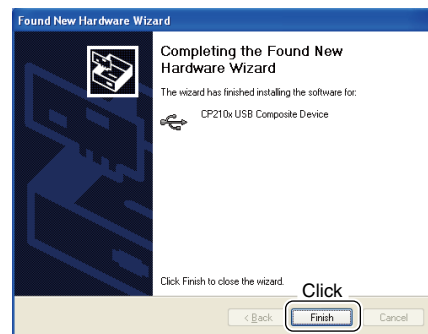 Found New Hardware Wizard
Completing the Found New
Hardware Wizard
The wizard has finished installing the software for:
CP210x USB Composite Device
Click Finish to close the wizard.
Click
< Back
Finish
Cancel